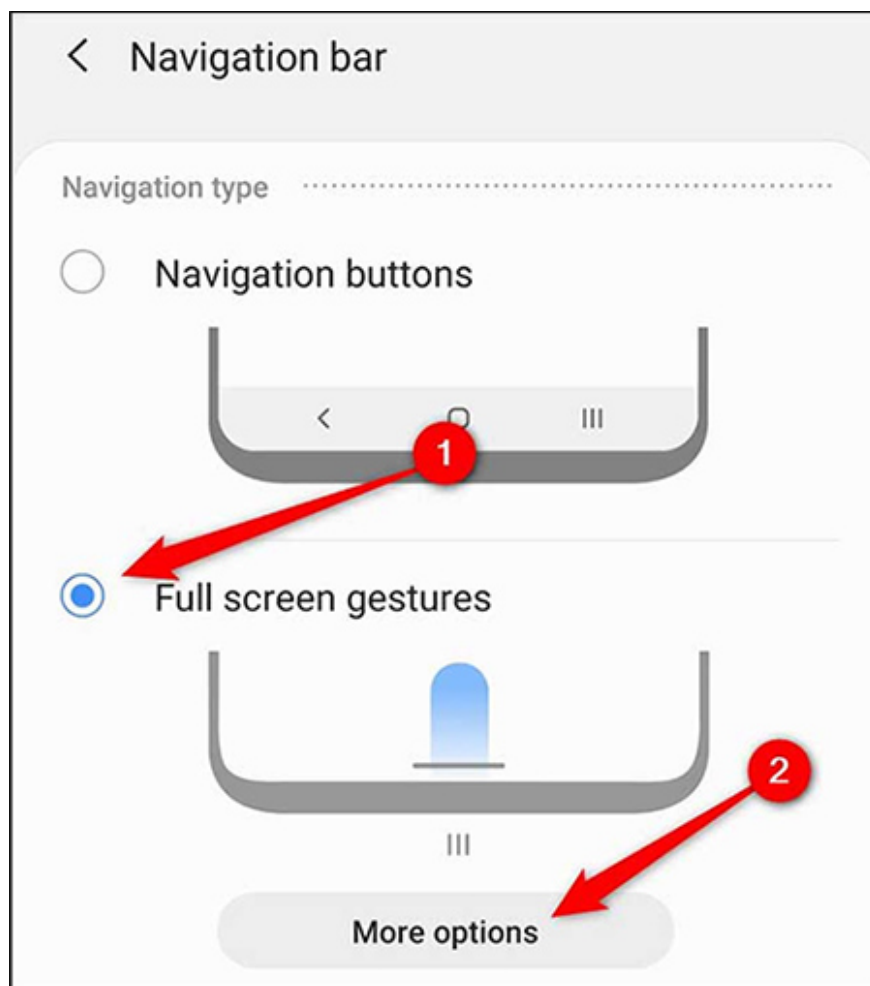 Navigation bar
Navigation type
Navigation buttons
1
Full screen gestures
2
More options